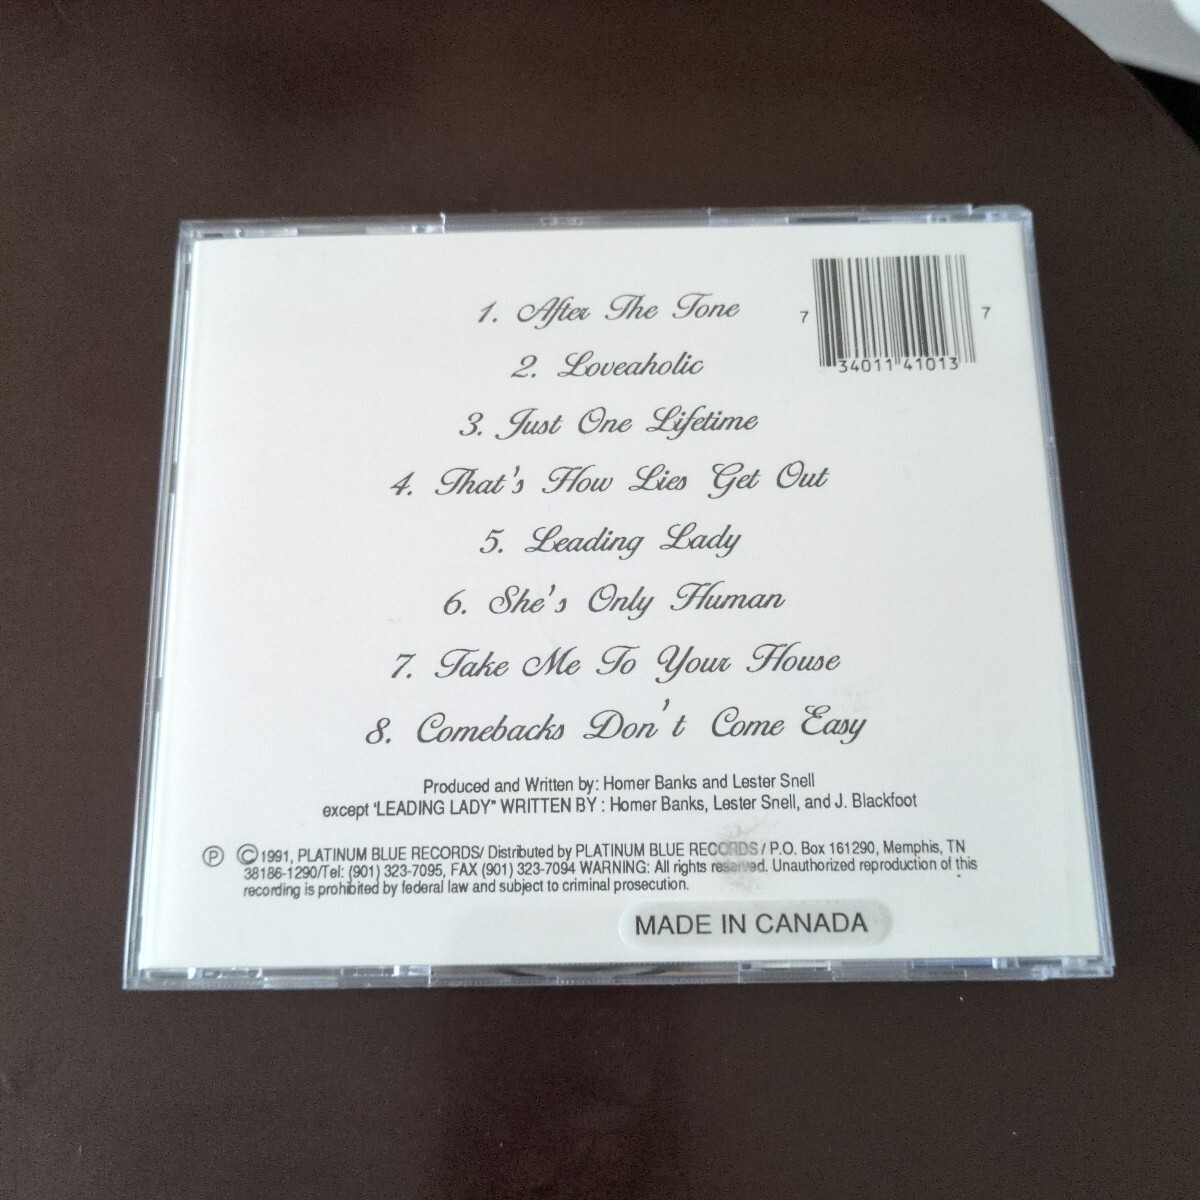 1. After The Tone
7 34011 41013 7
2. Loveaholic
3. Just One Lifetime
4. That's How Lies Get Out
5. Leading Lady
6. She's Only Human
7. Take Me To Your House
8. Comebacks Don't Come Easy
Produced and Written by: Homer Banks and Lester Snell
except 'LEADING LADY" WRITTEN BY : Homer Banks, Lester Snell, and J. Blackfoot
Ⓟ ©1991, PLATINUM BLUE RECORDS/ Distributed by PLATINUM BLUE RECORDS / P.O. Box 161290, Memphis, TN
38186-1290/Tel: (901) 323-7095, FAX (901) 323-7094 WARNING: All rights reserved. Unauthorized reproduction of this
recording is prohibited by federal law and subject to criminal prosecution.
MADE IN CANADA